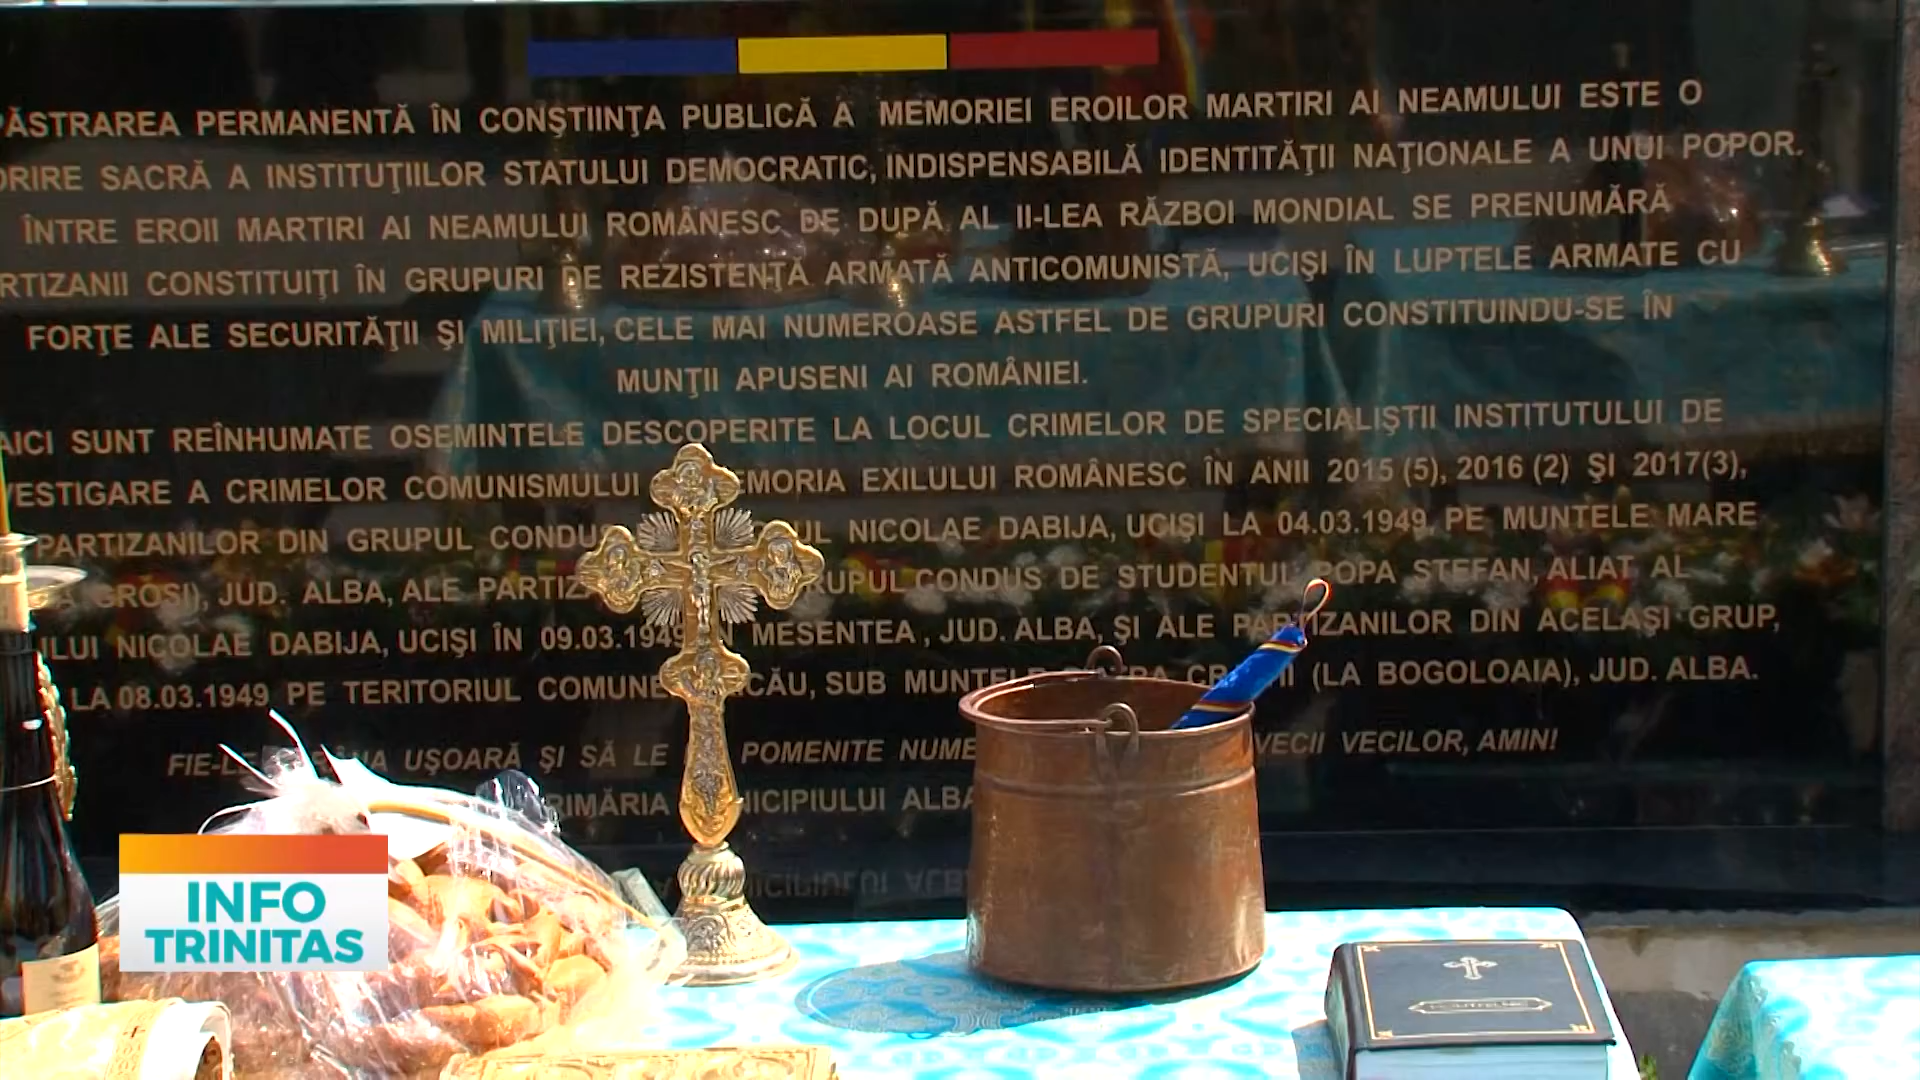 PĂSTRAREA PERMANENTĂ ÎN CONŞTIINŢA PUBLICĂ A MEMORIEI EROILOR MARTIRI AI NEAMULUI ESTE O
SACRĂ A INSTITUŢIILOR STATULUI DEMOCRATIC, INDISPENSABILĂ IDENTITĂŢII NAŢIONALE A UNUI POPOR.
ÎNTRE EROII MARTIRI AI NEAMULUI ROMÂNESC DE DUPĂ AL II-LEA RĂZBOI MONDIAL SE PRENUMĂRĂ
RTIZANII CONSTITUIŢI ÎN GRUPURI DE REZISTENŢĂ ARMATĂ ANTICOMUNISTĂ, UCIŞI ÎN LUPTELE ARMATE CU
FORŢE ALE SECURITĂŢII ŞI MILIŢIEI, CELE MAI NUMEROASE ASTFEL DE GRUPURI CONSTITUINDU-SE ÎN
MUNŢII APUSENI AI ROMÂNIEI.
AICI SUNT REÎNHUMATE OSEMINTELE DESCOPERITE LA LOCUL CRIMELOR DE SPECIALIŞTII INSTITUTULUI DE
VESTIGARE A CRIMELOR COMUNISMULUI EMORIA EXILULUI ROMÂNESC ÎN ANII 2015 (5), 2016 (2) ŞI 2017(3),
PARTIZANILOR DIN GRUPUL CONDUS NICOLAE DABIJA, UCIŞI LA 04.03.1949, PE MUNTELE MARE
GROSI), JUD. ALBA, ALE PARTIZ RUPUL CONDUS DE STUDENTUL POPA STEFAN, ALIAT AL
ULUI NICOLAE DABIJA, UCIŞI ÎN 09.03.1949 MESENTEA, JUD. ALBA, ŞI ALE PARTIZANILOR DIN ACELAŞI GRUP,
LA 08.03.1949 PE TERITORIUL COMUNE CĂU, SUB MUNTELE (LA BOGOLOAIA), JUD. ALBA.
FIE-LE UŞOARĂ ŞI SĂ LE POMENITE NUME VECII VECILOR, AMIN!
RIMĂRIA NICIPIULUI ALBA
INFO
TRINITAS